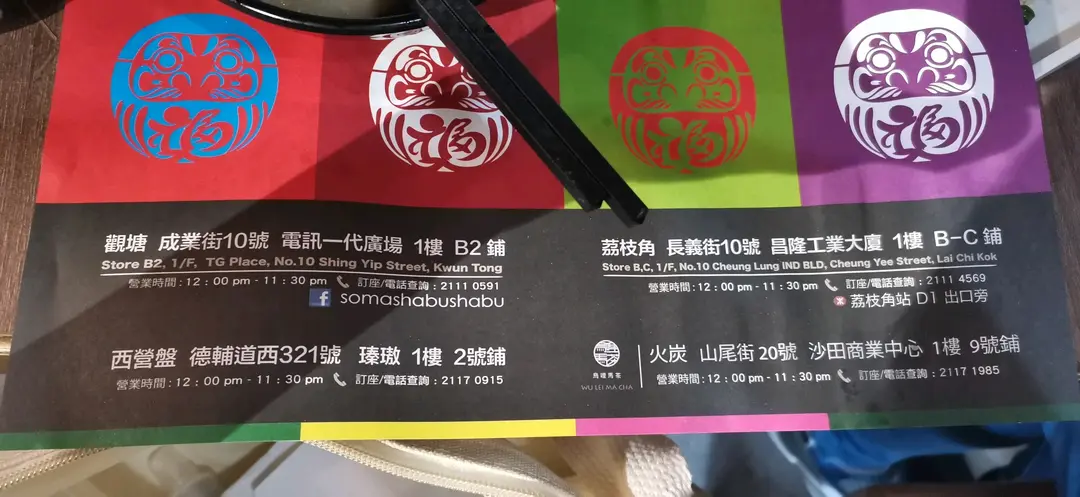 福
福
福
福
觀塘 成業街10號 電訊一代廣場 1樓 B2 鋪
Store B2, 1/F, TG Place, No.10 Shing Yip Street, Kwun Tong
營業時間 : 12 : 00 pm - 11 : 30 pm 訂座/電話查詢 : 2111 0591
somashabushabu
荔枝角 長義街10號 昌隆工業大廈 1樓 B-C 鋪
Store B,C, 1/F, No.10 Cheung Lung IND BLD, Cheung Yee Street, Lai Chi Kok
營業時間 : 12 : 00 pm - 11 : 30 pm 訂座/電話查詢 : 2111 4569
荔枝角站 D1 出口旁
西營盤 德輔道西321號 瑧璈 1樓 2號鋪
營業時間 : 12 : 00 pm - 11 : 30 pm 訂座/電話查詢 : 2117 0915
烏哩馬茶
WU LEI MA CHA
火炭 山尾街20號 沙田商業中心 1樓 9號鋪
營業時間 : 12 : 00 pm - 11 : 30 pm 訂座/電話查詢 : 2117 1985